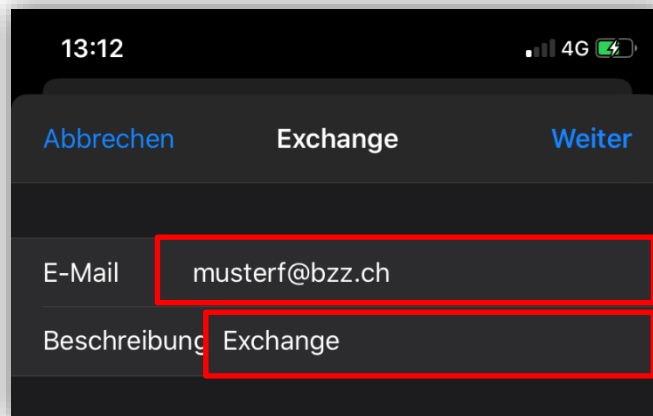 13:12 4G
Abbrechen Exchange Weiter
E-Mail musterf@bzz.ch
Beschreibung Exchange